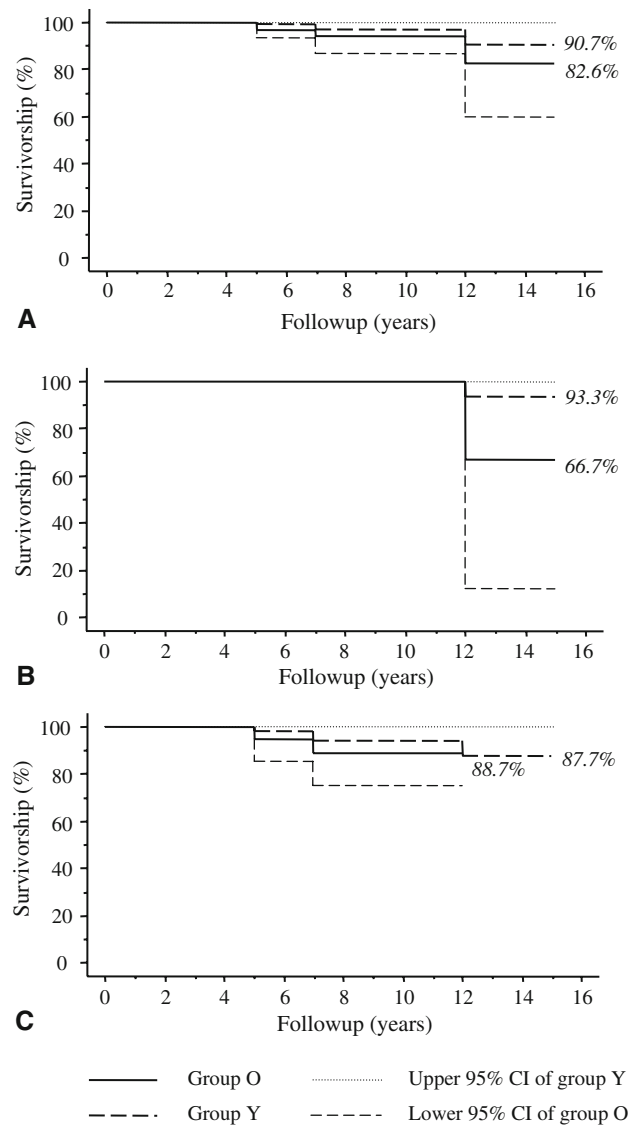 100
80
60
40
20
0
Survivorship (%)
90.7%
82.6%
0 2 4 6 8 10 12 14 16
Followup (years)
A
100
80
60
40
20
0
Survivorship (%)
93.3%
66.7%
0 2 4 6 8 10 12 14 16
Followup (years)
B
100
80
60
40
20
0
Survivorship (%)
88.7% 87.7%
0 2 4 6 8 10 12 14 16
Followup (years)
C
Group O Upper 95% CI of group Y
Group Y Lower 95% CI of group O